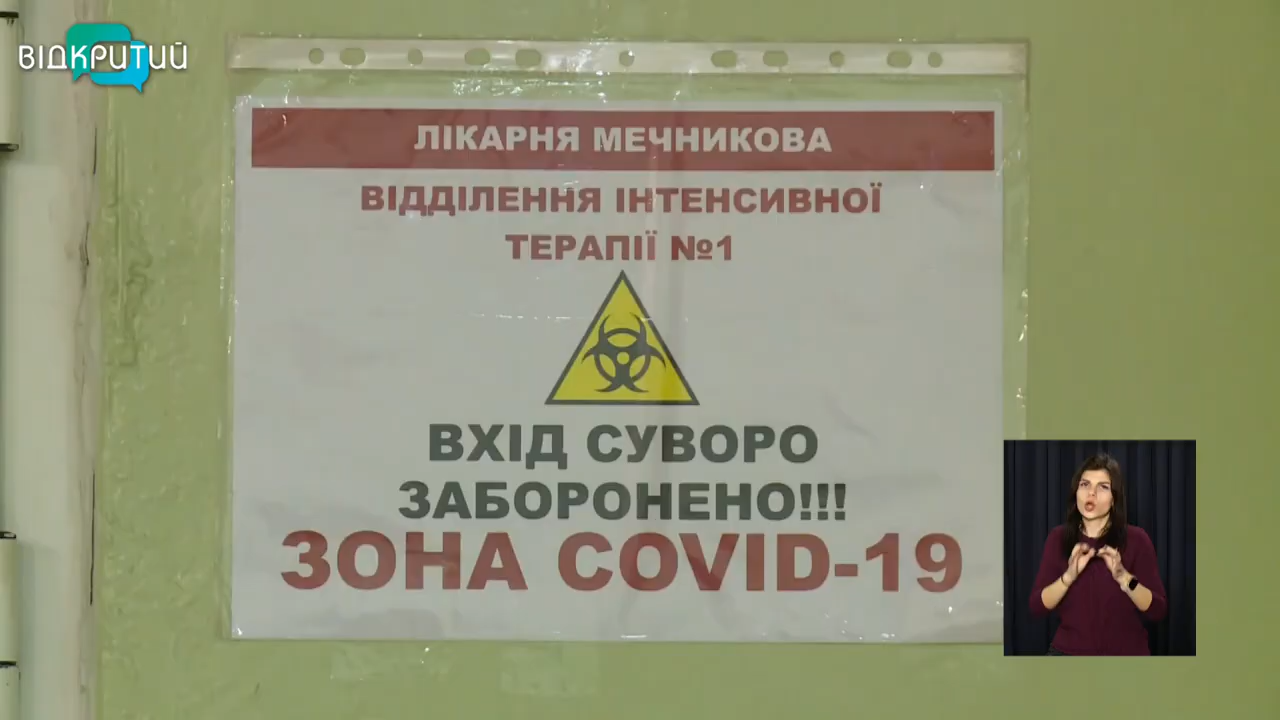 ВІДКРИТИЙ
ЛІКАРНЯ МЕЧНИКОВА
ВІДДІЛЕННЯ ІНТЕНСИВНОЇ
ТЕРАПІЇ №1
ВХІД СУВОРО
ЗАБОРОНЕНО!!!
ЗОНА COVID-19